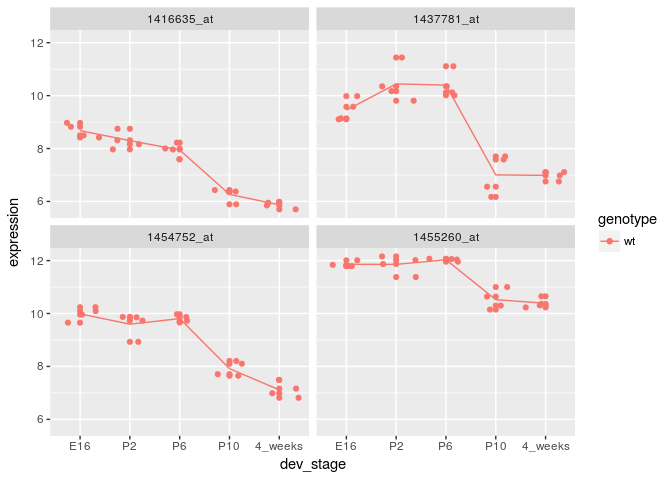 1416635_at 1437781_at
12
10
8
6
expression
genotype
wt
1454752_at 1455260_at
12
10
8
6
E16 P2 P6 P10 4_weeks E16 P2 P6 P10 4_weeks
dev_stage